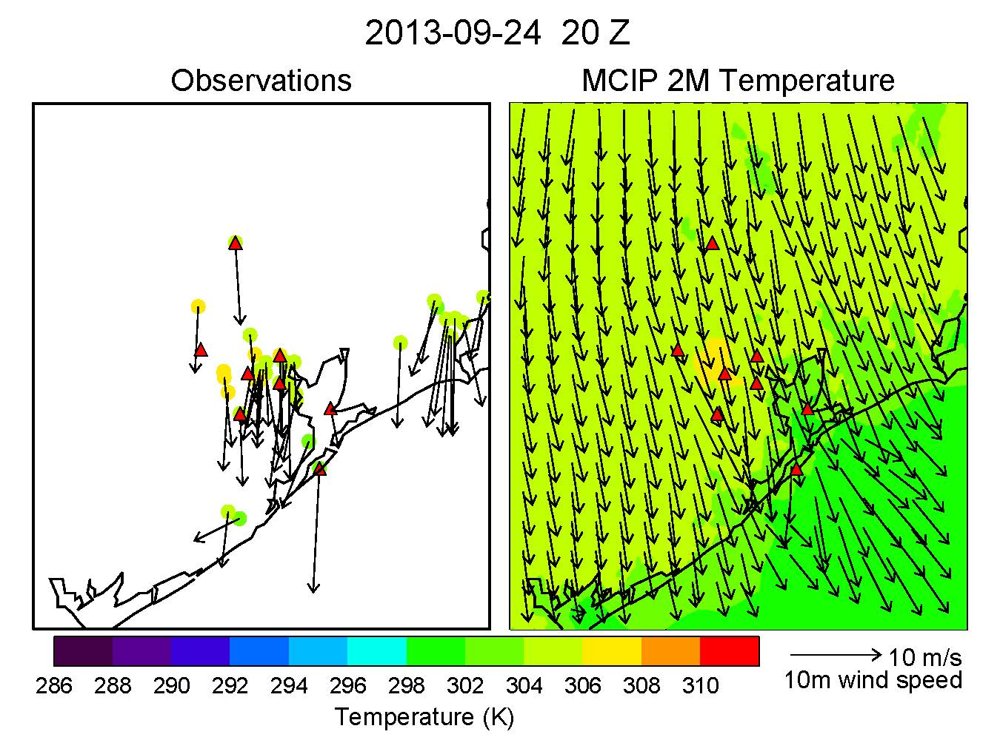 2013-09-24 20 Z
Observations
MCIP 2M Temperature
286 288 290 292 294 296 298 302 304 306 308 310
Temperature (K)
10 m/s
10m wind speed